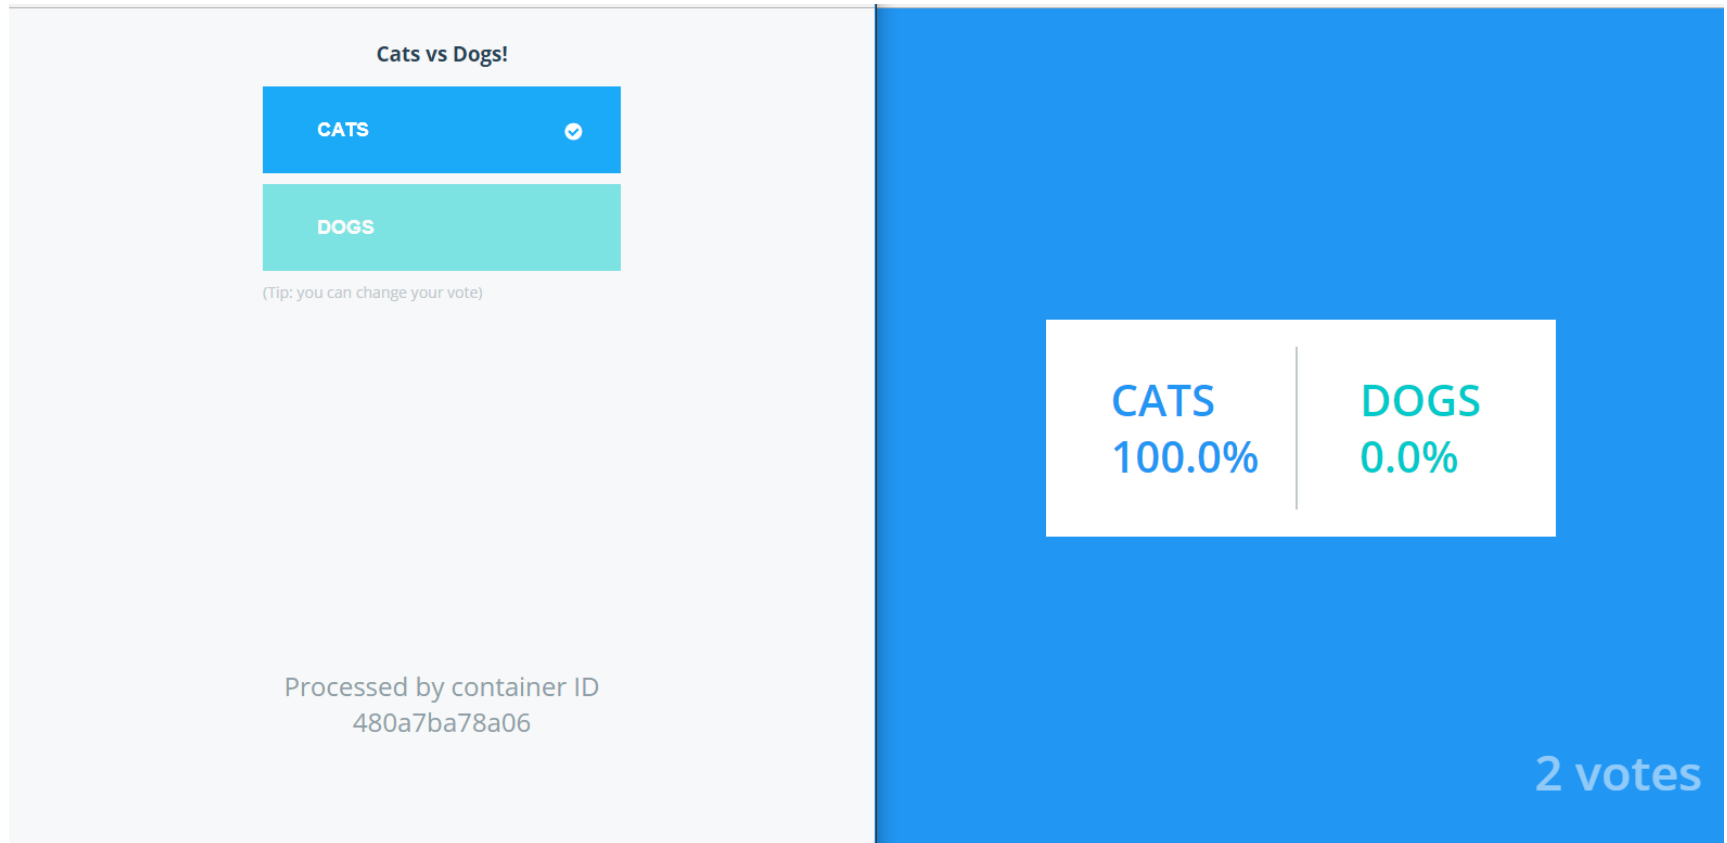 Cats vs Dogs!
CATS
DOGS
(Tip: you can change your vote)
Processed by container ID
480a7ba78a06
CATS
100.0%
DOGS
0.0%
2 votes